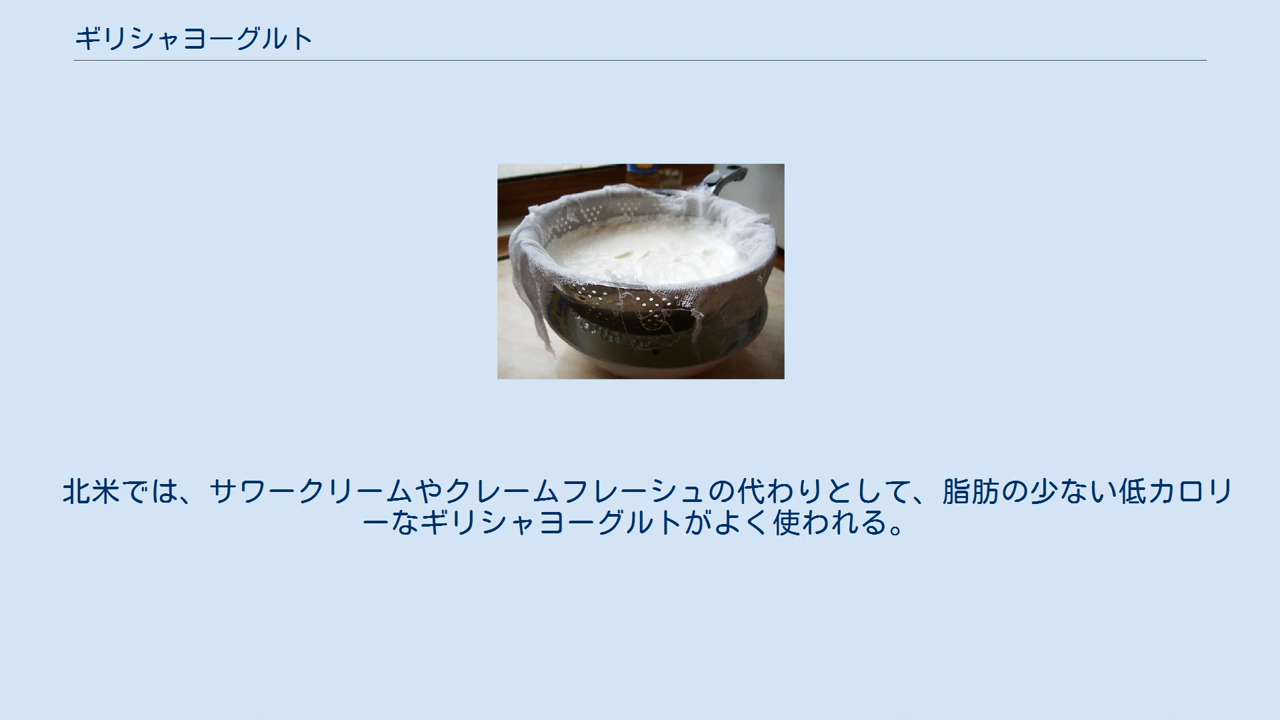 ギリシャヨーグルト
北米では、サワークリームやクレームフレーシュの代わりとして、脂肪の少ない低カロリ
ーなギリシャヨーグルトがよく使われる。